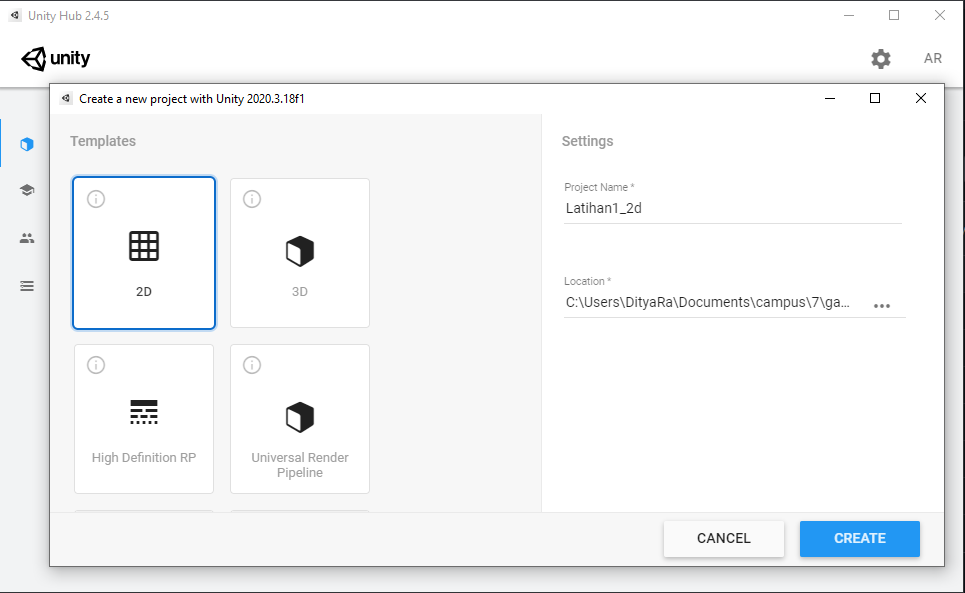 Unity Hub 2.4.5
unity
AR
Create a new project with Unity 2020.3.18f1
Templates
2D
3D
High Definition RP
Universal Render
Pipeline
Settings
Project Name *
Latihan1_2d
Location *
C:\Users\DityaRa\Documents\campus\7\ga...
CANCEL
CREATE